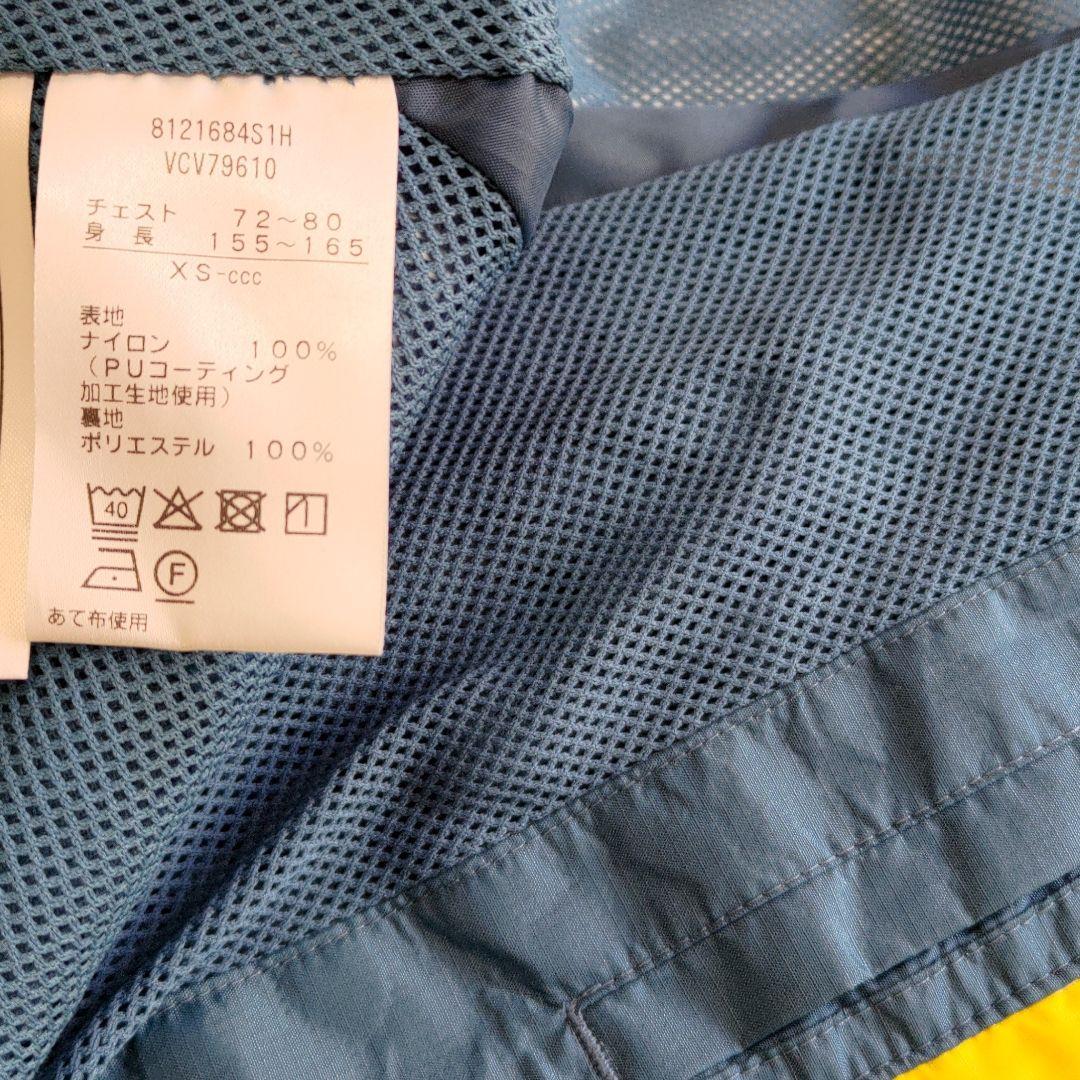 8121684S1H
VCV79610
チェスト 72～80
身長 155～165
XS-ccc
表地
ナイロン 100%
(PUコーティング
加工生地使用)
裏地
ポリエステル 100%
40
F
あて布使用